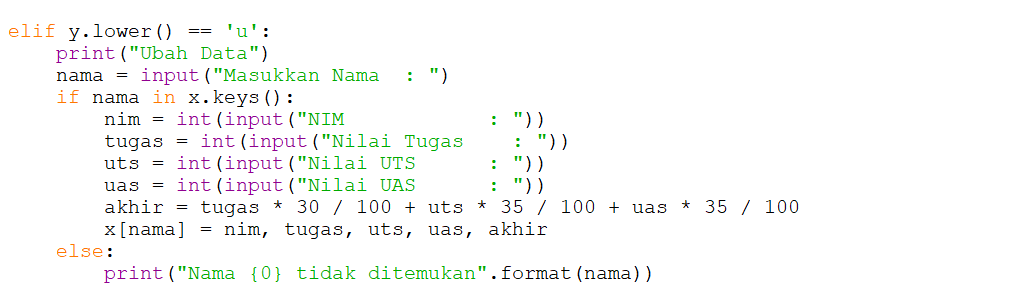 elif y.lower() == 'u':
    print("Ubah Data")
    nama = input("Masukkan Nama  : ")
    if nama in x.keys():
        nim = int(input("NIM            : "))
        tugas = int(input("Nilai Tugas    : "))
        uts = int(input("Nilai UTS      : "))
        uas = int(input("Nilai UAS      : "))
        akhir = tugas * 30 / 100 + uts * 35 / 100 + uas * 35 / 100
        x[nama] = nim, tugas, uts, uas, akhir
    else:
        print("Nama {0} tidak ditemukan".format(nama))